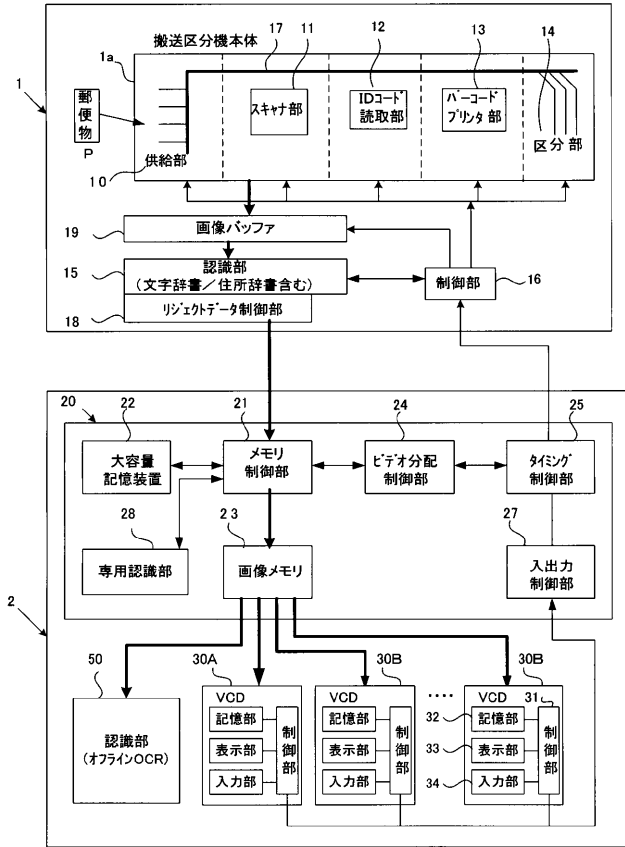 搬送区分機本体
1a
17
11
12
13
14
1
郵便物
P
スキャナ部
IDコード
読取部
バーコード
プリンタ部
区分部
供給部
10
19
画像バッファ
15
認識部
(文字辞書/住所辞書含む)
制御部
16
18
リジェクトデータ制御部
20
22
21
24
25
大容量
記憶装置
メモリ
制御部
ビデオ分配
制御部
タイミング
制御部
28
23
27
専用認識部
画像メモリ
入出力
制御部
2
50
30A
30B
30B
認識部
(オフラインOCR)
VCD
記憶部
表示部
入力部
制御部
VCD
記憶部
表示部
入力部
制御部
‥‥
VCD
31
32
記憶部
33
表示部
34
入力部
制御部